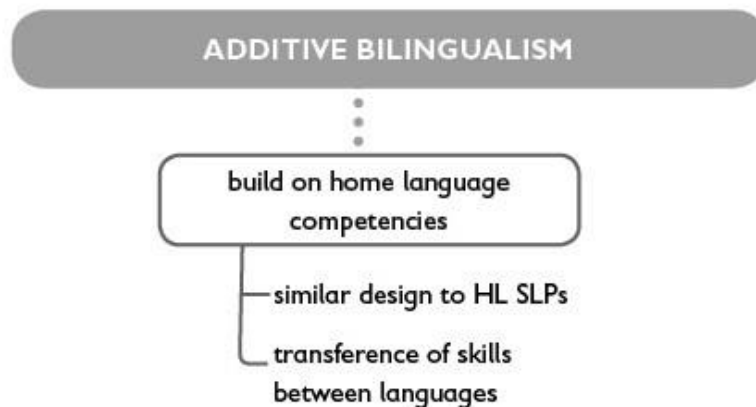 ADDITIVE BILINGUALISM
build on home language
competencies
similar design to HL SLPs
transference of skills
between languages